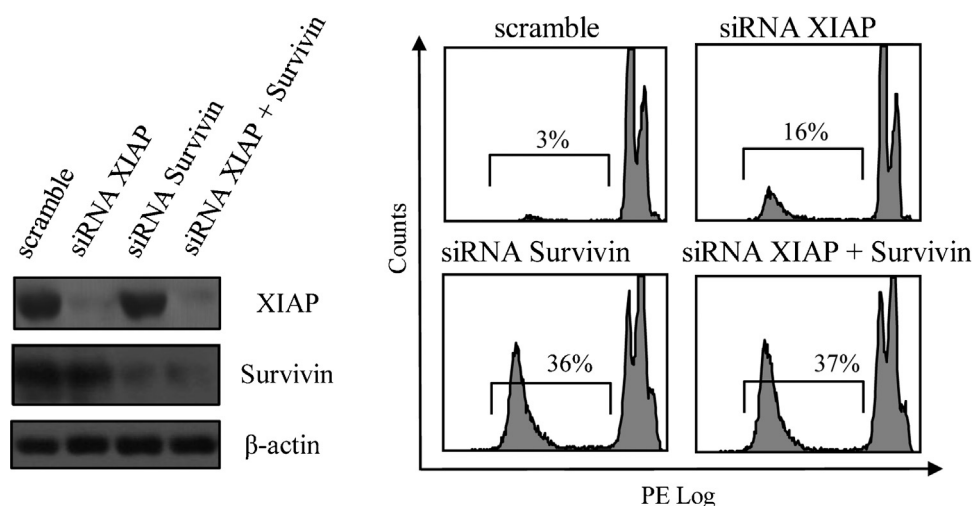 scramble
siRNA XIAP
siRNA Survivin
siRNA XIAP + Survivin
XIAP
Survivin
β-actin
scramble
siRNA XIAP
3%
16%
siRNA Survivin
siRNA XIAP + Survivin
36%
37%
Counts
PE Log